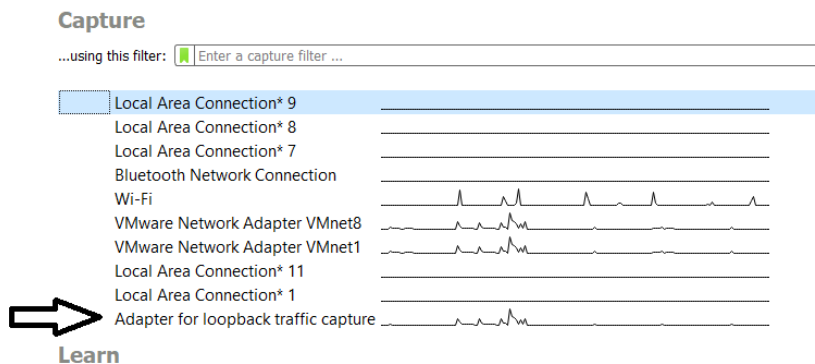 Capture
...using this filter: Enter a capture filter ...
Local Area Connection* 9
Local Area Connection* 8
Local Area Connection* 7
Bluetooth Network Connection
Wi-Fi
VMware Network Adapter VMnet8
VMware Network Adapter VMnet1
Local Area Connection* 11
Local Area Connection* 1
Adapter for loopback traffic capture
Learn